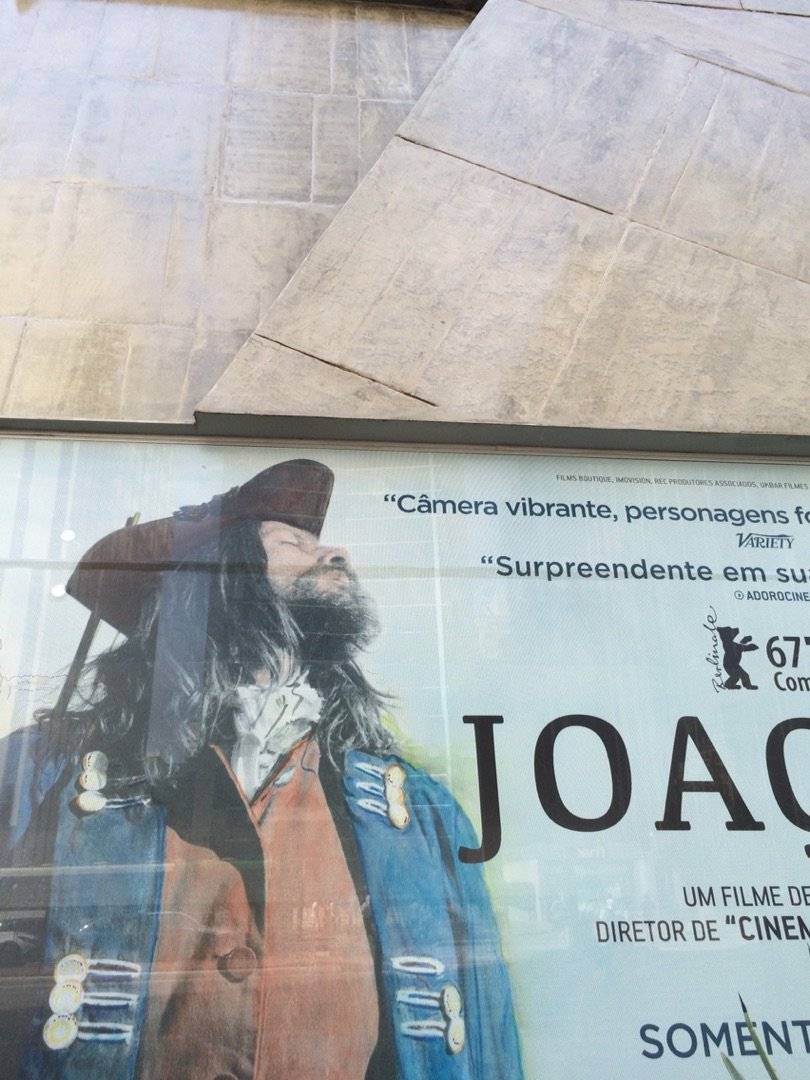 FILMS BOUTIQUE, IMOVISION, REC PRODUTORES ASSOCIADOS, UKBAR FILMES
“Câmera vibrante, personagens fo
VARIETY
“Surpreendente em sua
ADOROCINE
Berlinale
67
Com
JOAQ
UM FILME DE
DIRETOR DE “CINEM
SOMENT